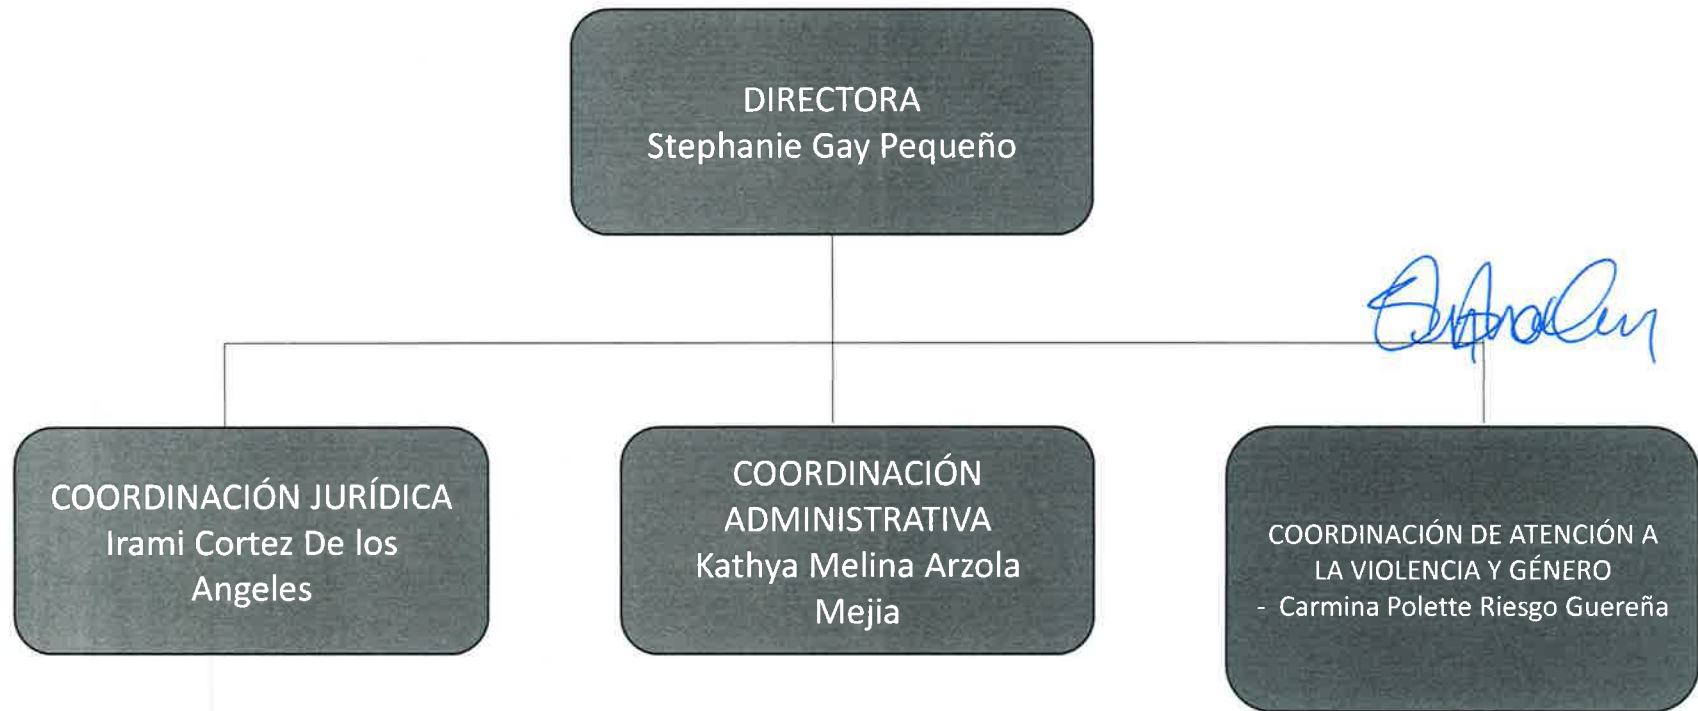 DIRECTORA
Stephanie Gay Pequeño
COORDINACIÓN JURÍDICA
Irami Cortez De los
Angeles
COORDINACIÓN
ADMINISTRATIVA
Kathya Melina Arzola
Mejia
COORDINACIÓN DE ATENCIÓN A
LA VIOLENCIA Y GÉNERO
- Carmina Polette Riesgo Guereña